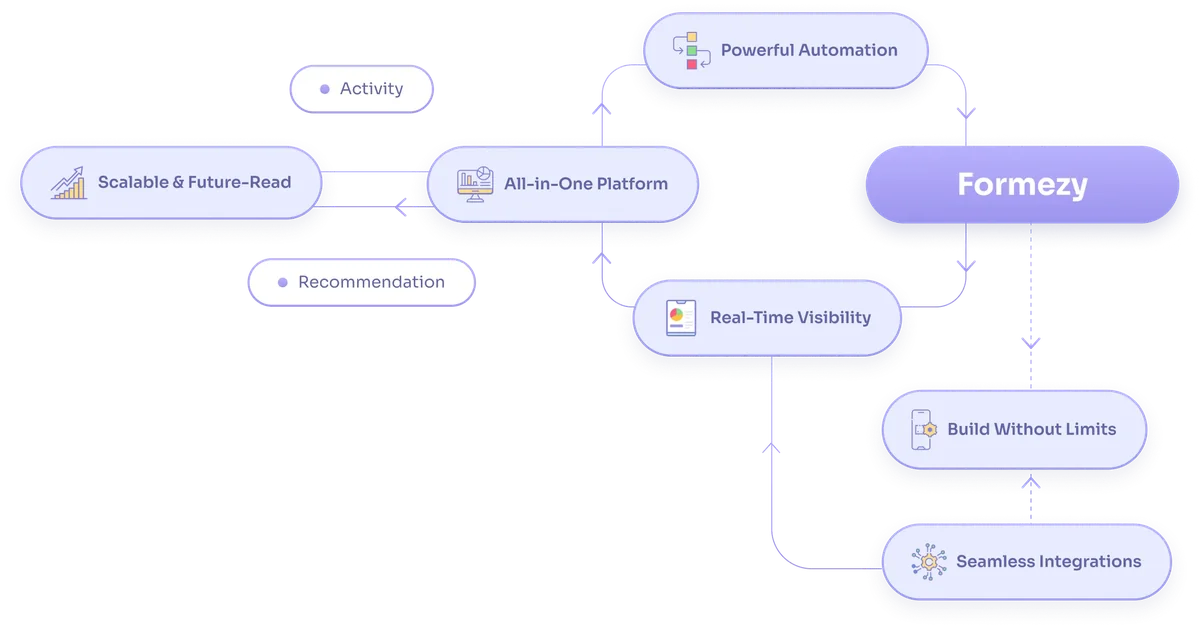 Powerful Automation
Activity
Scalable & Future-Read
All-in-One Platform
Formezy
Recommendation
Real-Time Visibility
Build Without Limits
Seamless Integrations